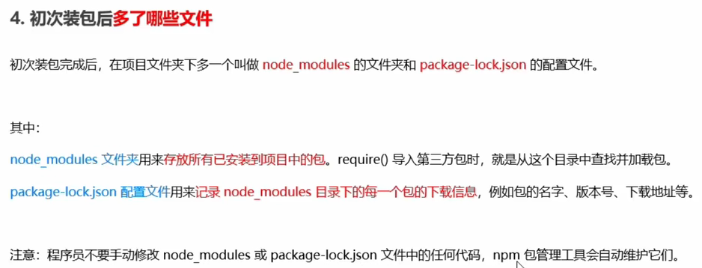 4. 初次装包后多了哪些文件
初次装包完成后，在项目文件夹下多一个叫做 node_modules 的文件夹和 package-lock.json 的配置文件。
其中：
node_modules 文件夹用来存放所有已安装到项目中的包。require() 导入第三方包时，就是从这个目录中查找并加载包。
package-lock.json 配置文件用来记录 node_modules 目录下的每一个包的下载信息，例如包的名字、版本号、下载地址等。
注意：程序员不要手动修改 node_modules 或 package-lock.json 文件中的任何代码，npm 包管理工具会自动维护它们。